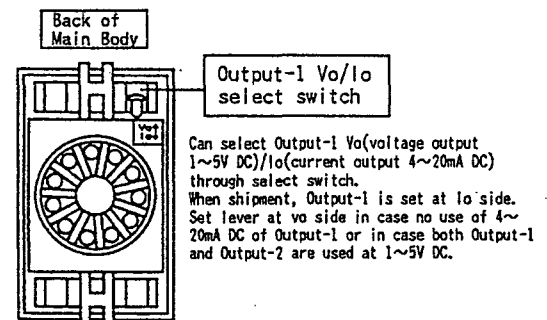 Back of
Main Body
Output-1 Vo/Io
select switch
Can select Output-1 Vo(voltage output
1~5V DC)/Io(current output 4~20mA DC)
through select switch.
When shipment, Output-1 is set at Io side.
Set lever at vo side in case no use of 4~
20mA DC of Output-1 or in case both Output-1
and Output-2 are used at 1~5V DC.